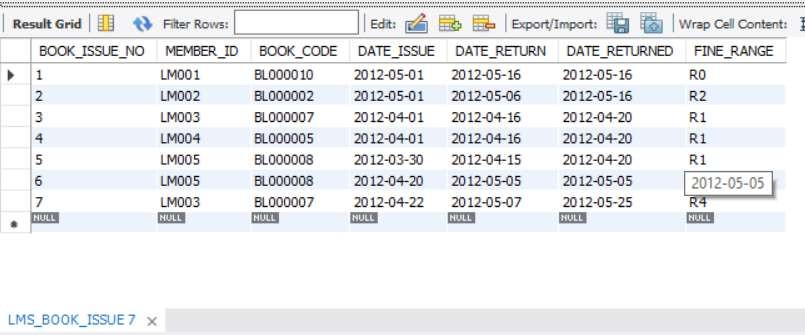 Result Grid Filter Rows: Edit: Export/Import: Wrap Cell Content:
BOOK_ISSUE_NO MEMBER_ID BOOK_CODE DATE_ISSUE DATE_RETURN DATE_RETURNED FINE_RANGE
1 LM001 BL000010 2012-05-01 2012-05-16 2012-05-16 R0
2 LM002 BL000002 2012-05-01 2012-05-06 2012-05-16 R2
3 LM003 BL000007 2012-04-01 2012-04-16 2012-04-20 R1
4 LM004 BL000005 2012-04-01 2012-04-16 2012-04-20 R1
5 LM005 BL000008 2012-03-30 2012-04-15 2012-04-20 R1
6 LM005 BL000008 2012-04-20 2012-05-05 2012-05-05 2012-05-05
7 LM003 BL000007 2012-04-22 2012-05-07 2012-05-25 R4
NULL NULL NULL NULL NULL NULL NULL
LMS_BOOK_ISSUE 7